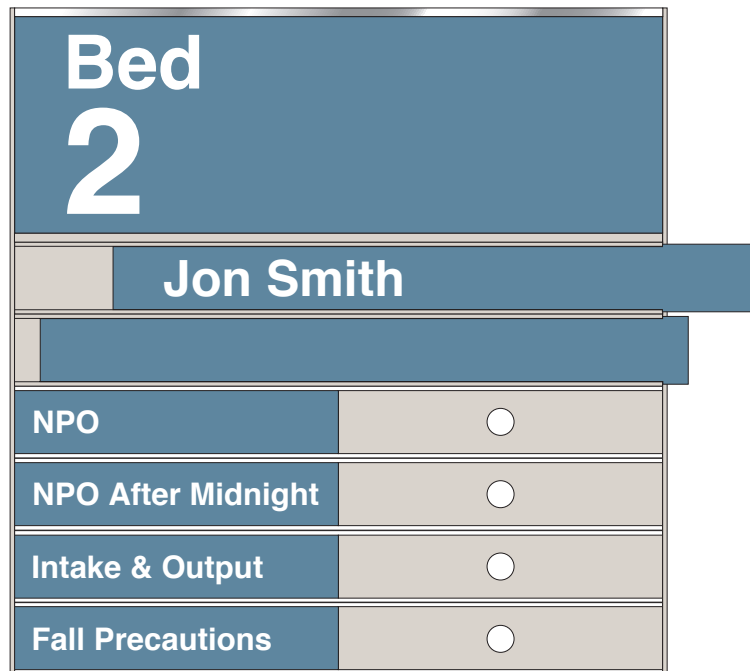 Bed
2
Jon Smith
NPO
NPO After Midnight
Intake & Output
Fall Precautions